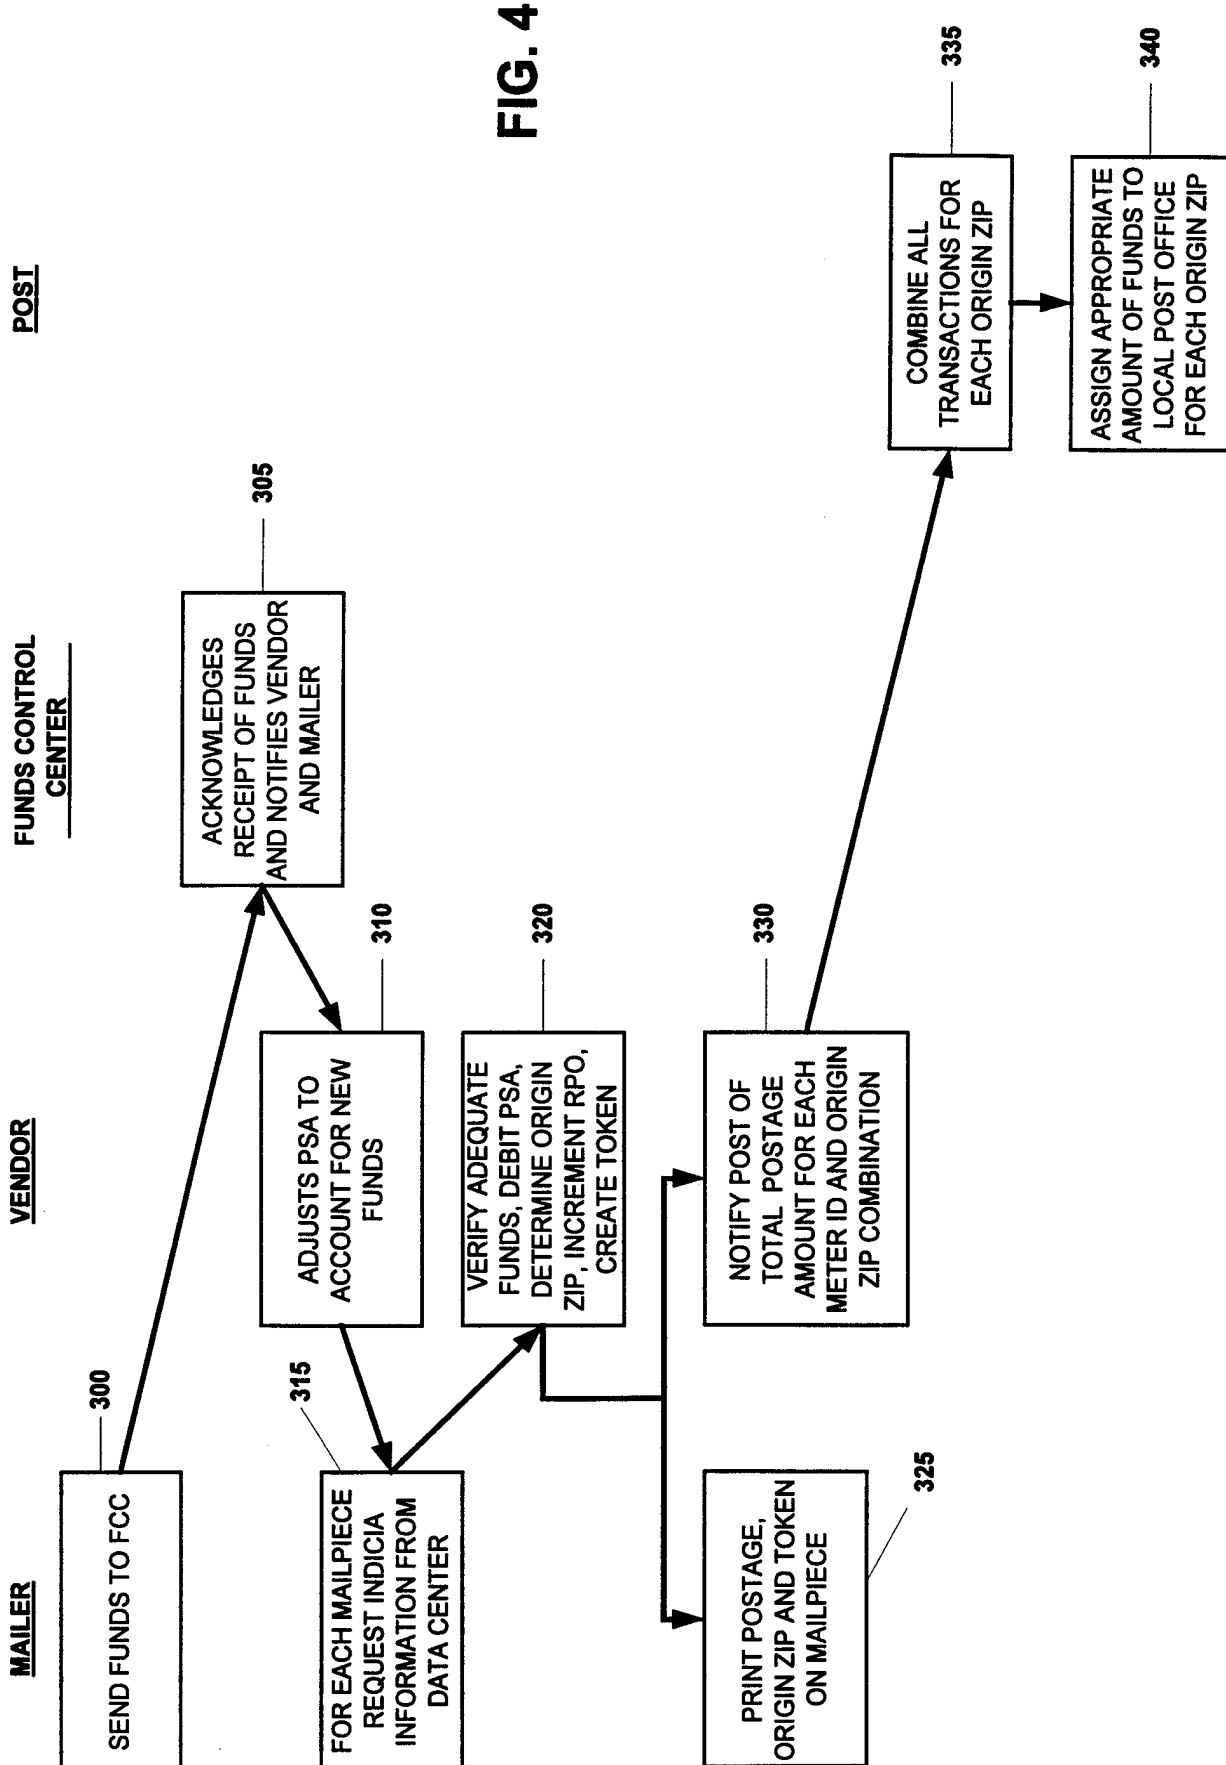 MAILER
VENDOR
FUNDS CONTROL
CENTER
POST
300
SEND FUNDS TO FCC
305
ACKNOWLEDGES
RECEIPT OF FUNDS
AND NOTIFIES VENDOR
AND MAILER
310
ADJUSTS PSA TO
ACCOUNT FOR NEW
FUNDS
315
FOR EACH MAILPIECE
REQUEST INDICIA
INFORMATION FROM
DATA CENTER
320
VERIFY ADEQUATE
FUNDS, DEBIT PSA,
DETERMINE ORIGIN
ZIP, INCREMENT RPO,
CREATE TOKEN
325
PRINT POSTAGE,
ORIGIN ZIP AND TOKEN
ON MAILPIECE
330
NOTIFY POST OF
TOTAL POSTAGE
AMOUNT FOR EACH
METER ID AND ORIGIN
ZIP COMBINATION
335
COMBINE ALL
TRANSACTIONS FOR
EACH ORIGIN ZIP
340
ASSIGN APPROPRIATE
AMOUNT OF FUNDS TO
LOCAL POST OFFICE
FOR EACH ORIGIN ZIP
FIG. 4